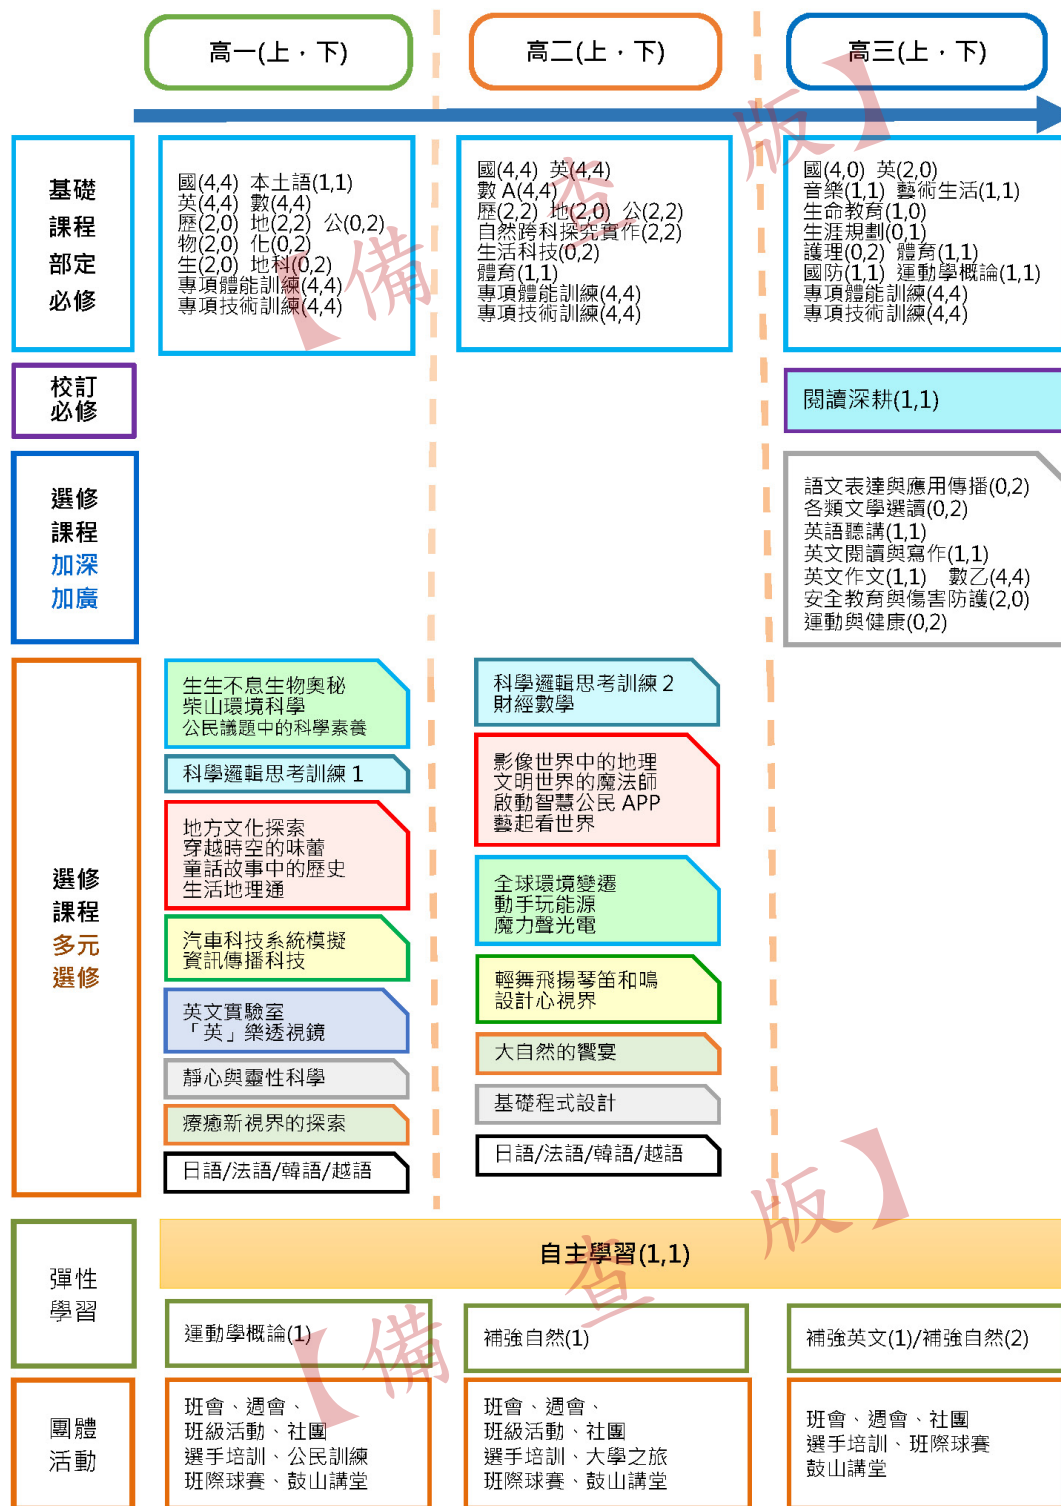 高一(上，下)
高二(上，下)
高三(上，下)
基礎
課程
部定
必修
國(4,4) 本土語(1,1)
英(4,4) 數(4,4)
歷(2,0) 地(2,2) 公(0,2)
物(2,0) 化(0,2)
生(2,0) 地科(0,2)
專項體能訓練(4,4)
專項技術訓練(4,4)
國(4,4) 英(4,4)
數 A(4,4)
歷(2,2) 地(2,0) 公(2,2)
自然跨科探究實作(2,2)
生活科技(0,2)
體育(1,1)
專項體能訓練(4,4)
專項技術訓練(4,4)
國(4,0) 英(2,0)
音樂(1,1) 藝術生活(1,1)
生命教育(1,0)
生涯規劃(0,1)
護理(0,2) 體育(1,1)
國防(1,1) 運動學概論(1,1)
專項體能訓練(4,4)
專項技術訓練(4,4)
校訂
必修
閱讀深耕(1,1)
選修
課程
加深
加廣
語文表達與應用傳播(0,2)
各類文學選讀(0,2)
英語聽講(1,1)
英文閱讀與寫作(1,1)
英文作文(1,1) 數乙(4,4)
安全教育與傷害防護(2,0)
運動與健康(0,2)
選修
課程
多元
選修
生生不息生物奧秘
柴山環境科學
公民議題中的科學素養
科學邏輯思考訓練 1
地方文化探索
穿越時空的味蕾
童話故事中的歷史
生活地理通
汽車科技系統模擬
資訊傳播科技
英文實驗室
「英」樂透視鏡
靜心與靈性科學
療癒新視界的探索
日語/法語/韓語/越語
科學邏輯思考訓練 2
財經數學
影像世界中的地理
文明世界的魔法師
啟動智慧公民 APP
藝起看世界
全球環境變遷
動手玩能源
魔力聲光電
輕舞飛揚琴笛和鳴
設計心視界
大自然的饗宴
基礎程式設計
日語/法語/韓語/越語
彈性
學習
自主學習(1,1)
運動學概論(1)
補強自然(1)
補強英文(1)/補強自然(2)
團體
活動
班會、週會、
班級活動、社團
選手培訓、公民訓練
班際球賽、鼓山講堂
班會、週會、
班級活動、社團
選手培訓、大學之旅
班際球賽、鼓山講堂
班會、週會、社團
選手培訓、班際球賽
鼓山講堂
【備查版】
【備查版】